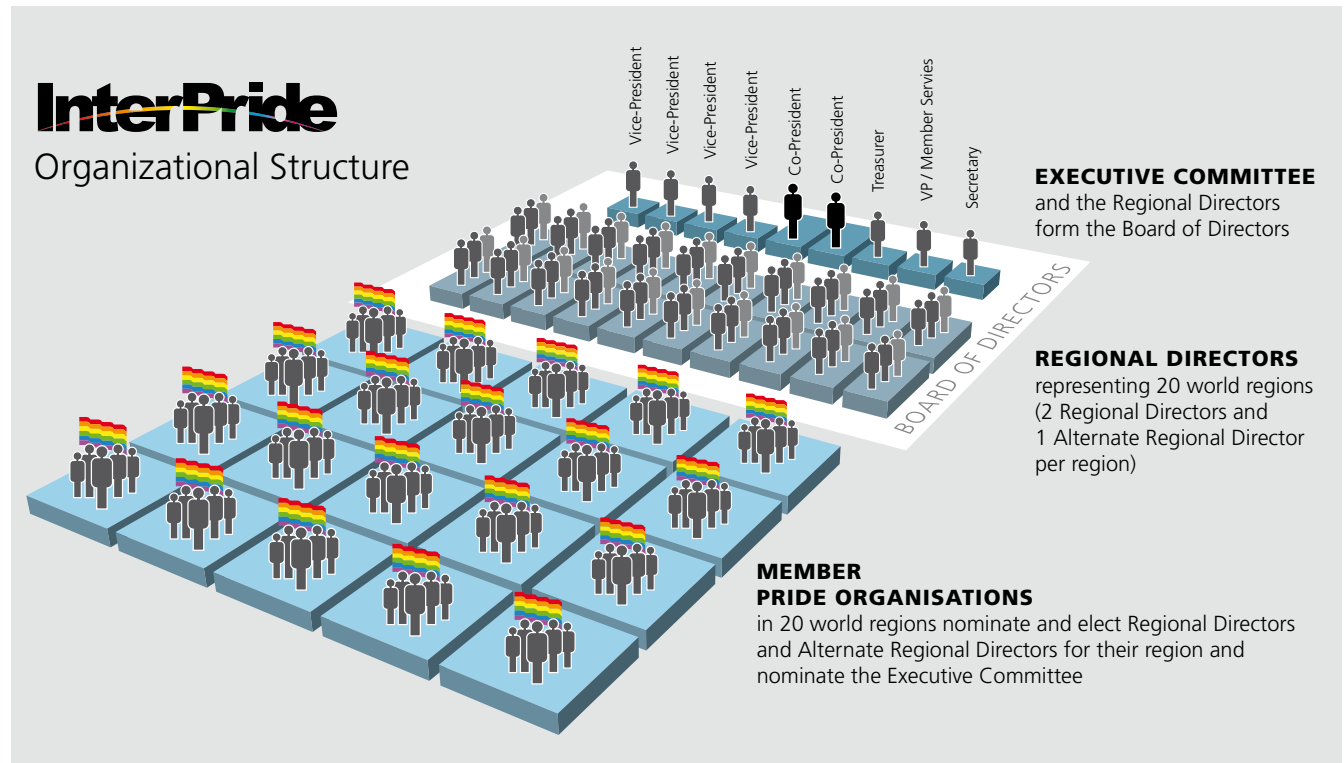 InterPride
Organizational Structure
Vice-President
Vice-President
Vice-President
Vice-President
Co-President
Co-President
Treasurer
VP / Member Servies
Secretary
EXECUTIVE COMMITTEE
and the Regional Directors
form the Board of Directors
BOARD OF DIRECTORS
REGIONAL DIRECTORS
representing 20 world regions
(2 Regional Directors and
1 Alternate Regional Director
per region)
MEMBER
PRIDE ORGANISATIONS
in 20 world regions nominate and elect Regional Directors
and Alternate Regional Directors for their region and
nominate the Executive Committee